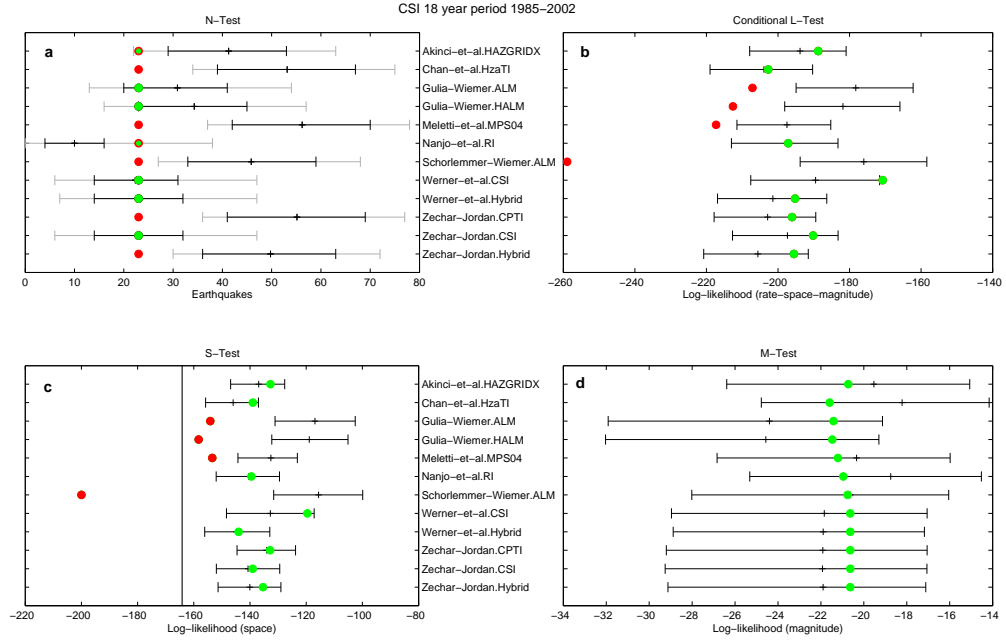 CSI 18 year period 1985−2002
N−Test
a
Akinci−et−al.HAZGRIDX
Chan−et−al.HzaTI
Gulia−Wiemer.ALM
Gulia−Wiemer.HALM
Meletti−et−al.MPS04
Nanjo−et−al.RI
Schorlemmer−Wiemer.ALM
Werner−et−al.CSI
Werner−et−al.Hybrid
Zechar−Jordan.CPTI
Zechar−Jordan.CSI
Zechar−Jordan.Hybrid
0 10 20 30 40 50 60 70 80
Earthquakes
Conditional L−Test
b
−260 −240 −220 −200 −180 −160 −140
Log−likelihood (rate−space−magnitude)
S−Test
c
Akinci−et−al.HAZGRIDX
Chan−et−al.HzaTI
Gulia−Wiemer.ALM
Gulia−Wiemer.HALM
Meletti−et−al.MPS04
Nanjo−et−al.RI
Schorlemmer−Wiemer.ALM
Werner−et−al.CSI
Werner−et−al.Hybrid
Zechar−Jordan.CPTI
Zechar−Jordan.CSI
Zechar−Jordan.Hybrid
−220 −200 −180 −160 −140 −120 −100 −80
Log−likelihood (space)
M−Test
d
−34 −32 −30 −28 −26 −24 −22 −20 −18 −16 −14
Log−likelihood (magnitude)